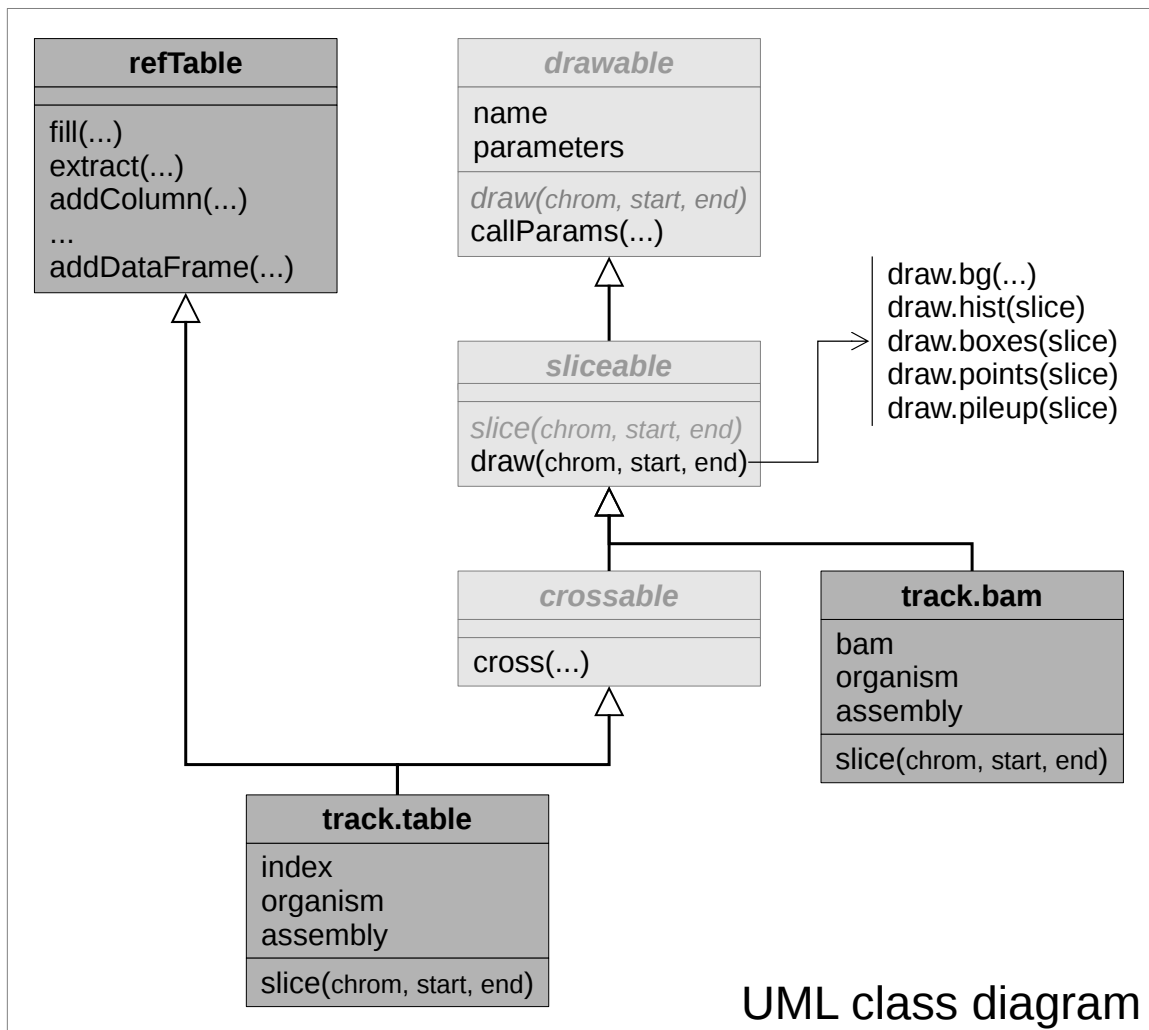 refTable
fill(...)
extract(...)
addColumn(...)
...
addDataFrame(...)
drawable
name
parameters
draw(chrom, start, end)
callParams(...)
sliceable
slice(chrom, start, end)
draw(chrom, start, end)
draw.bg(...)
draw.hist(slice)
draw.boxes(slice)
draw.points(slice)
draw.pileup(slice)
crossable
cross(...)
track.bam
bam
organism
assembly
slice(chrom, start, end)
track.table
index
organism
assembly
slice(chrom, start, end)
UML class diagram